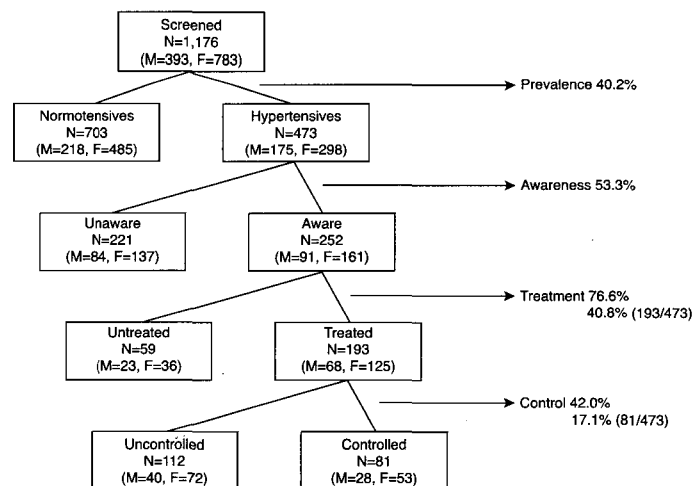 Screened
N=1,176
(M=393, F=783)
Prevalence 40.2%
Normotensives
N=703
(M=218, F=485)
Hypertensives
N=473
(M=175, F=298)
Awareness 53.3%
Unaware
N=221
(M=84, F=137)
Aware
N=252
(M=91, F=161)
Treatment 76.6%
40.8% (193/473)
Untreated
N=59
(M=23, F=36)
Treated
N=193
(M=68, F=125)
Control 42.0%
17.1% (81/473)
Uncontrolled
N=112
(M=40, F=72)
Controlled
N=81
(M=28, F=53)